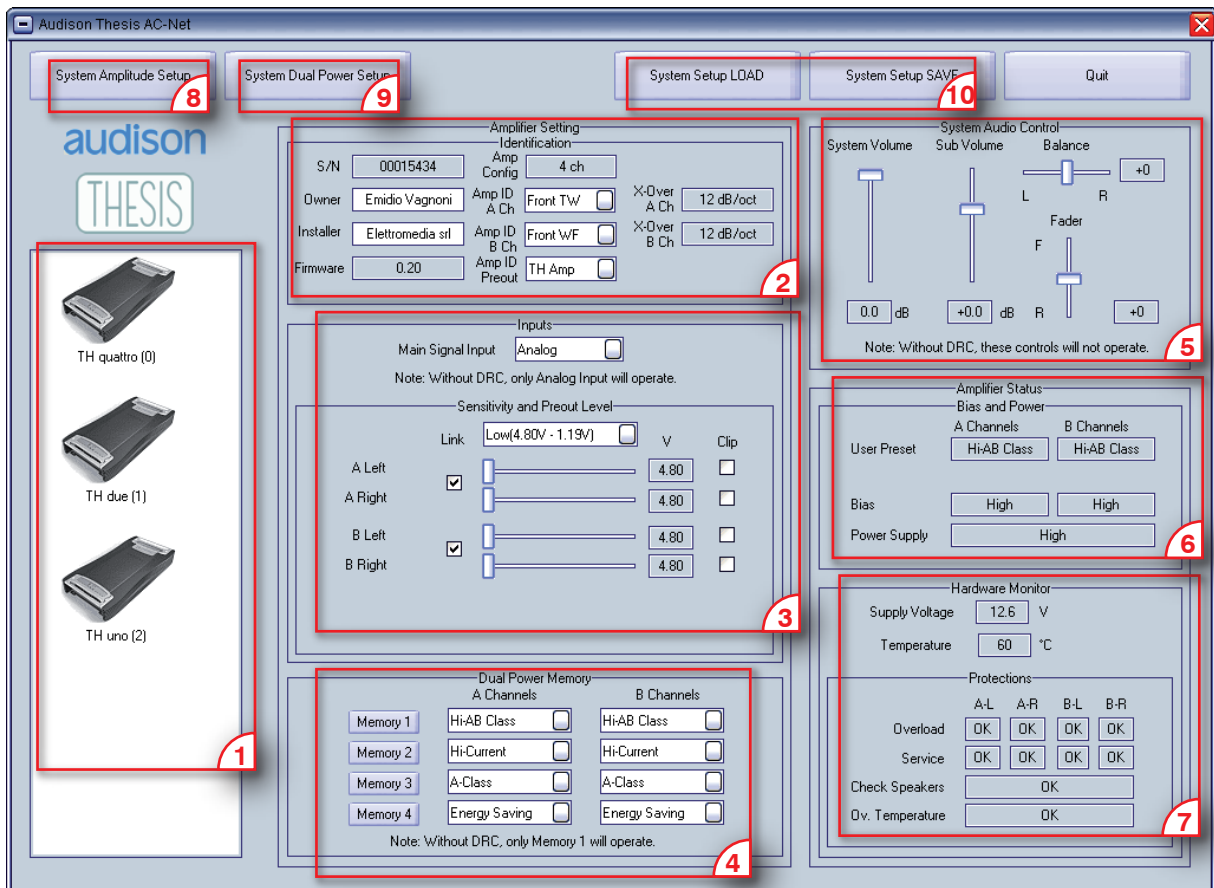 Audison Thesis AC-Net
System Amplitude Setup
8
System Dual Power Setup
9
System Setup LOAD
System Setup SAVE
10
Quit
audison
THESIS
TH quattro (0)
TH due (1)
TH uno (2)
1
Amplifier Setting
Identification
S/N 00015434 Amp Config 4 ch
Owner Emidio Vagnoni Amp ID A Ch Front TW X-Over A Ch 12 dB/oct
Installer Elettromedia srl Amp ID B Ch Front WF X-Over B Ch 12 dB/oct
Firmware 0.20 Amp ID Preout TH Amp
2
Inputs
Main Signal Input Analog
Note: Without DRC, only Analog Input will operate.
Sensitivity and Preout Level
Link Low(4.80V - 1.19V) V Clip
A Left 4.80
A Right 4.80
B Left 4.80
B Right 4.80
3
Dual Power Memory
A Channels B Channels
Memory 1 Hi-AB Class Hi-AB Class
Memory 2 Hi-Current Hi-Current
Memory 3 A-Class A-Class
Memory 4 Energy Saving Energy Saving
Note: Without DRC, only Memory 1 will operate.
4
System Audio Control
System Volume Sub Volume Balance
+0
L R
Fader
F
0.0 dB +0.0 dB R +0
Note: Without DRC, these controls will not operate.
5
Amplifier Status
Bias and Power
A Channels B Channels
User Preset Hi-AB Class Hi-AB Class
Bias High High
Power Supply High
6
Hardware Monitor
Supply Voltage 12.6 V
Temperature 60 °C
Protections
A-L A-R B-L B-R
Overload OK OK OK OK
Service OK OK OK OK
Check Speakers OK
Ov. Temperature OK
7